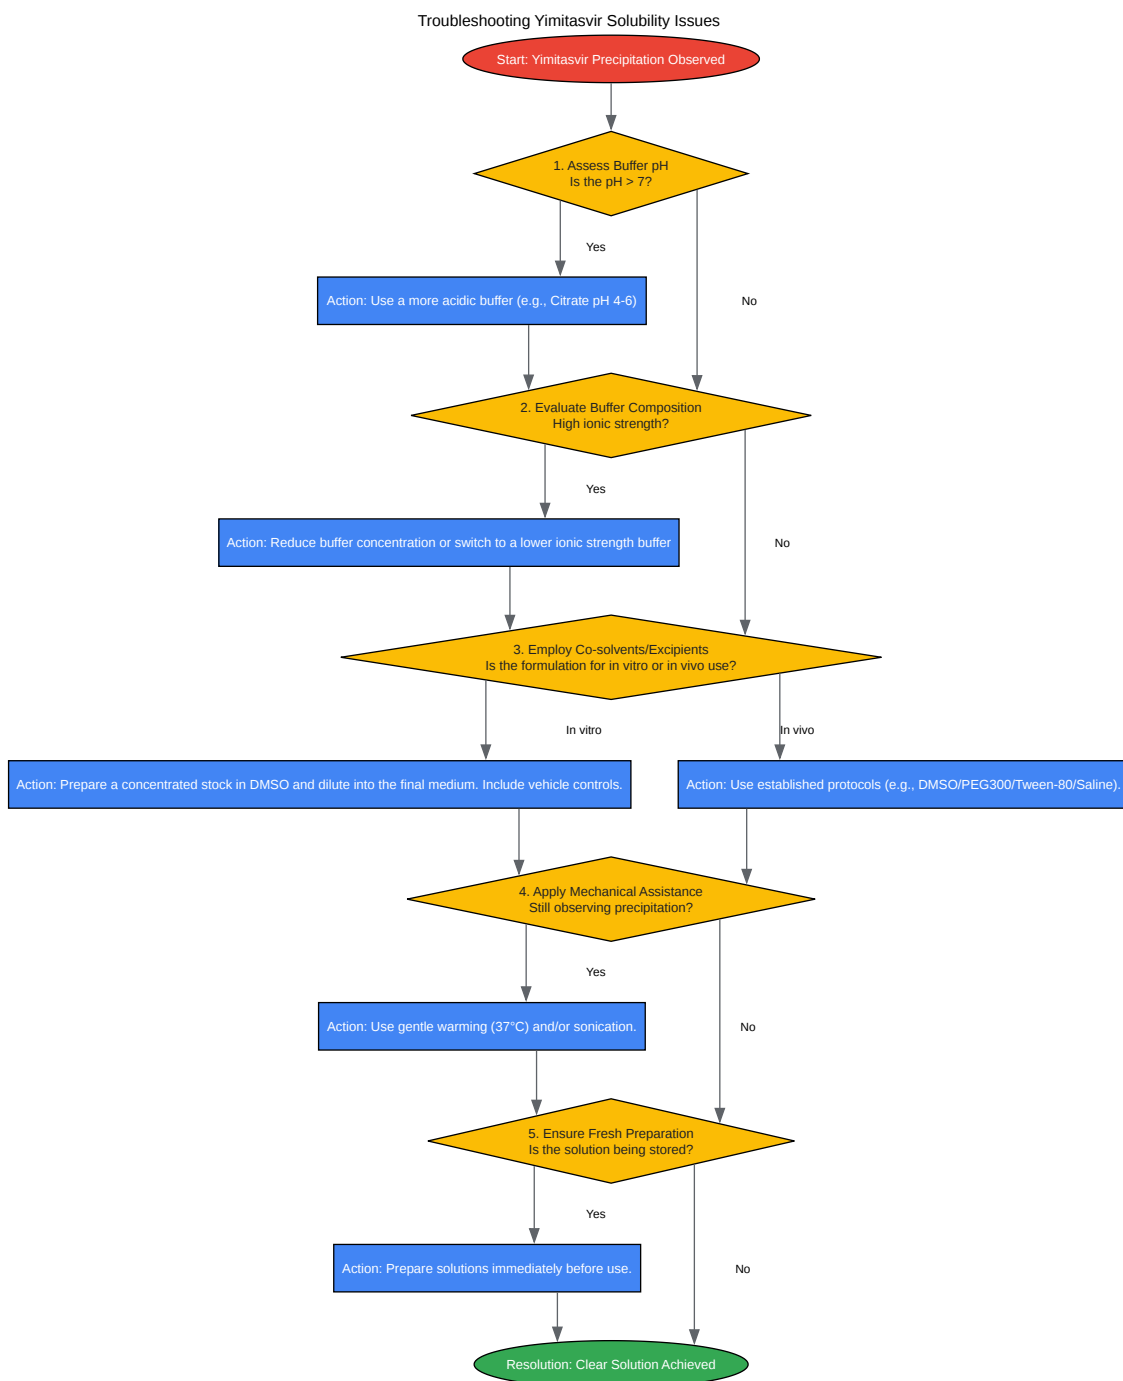 Troubleshooting Yimitasvir Solubility Issues
Start: Yimitasvir Precipitation Observed
1. Assess Buffer pH
Is the pH > 7?
Yes
Action: Use a more acidic buffer (e.g., Citrate pH 4-6)
No
2. Evaluate Buffer Composition
High ionic strength?
Yes
Action: Reduce buffer concentration or switch to a lower ionic strength buffer
No
3. Employ Co-solvents/Excipients
Is the formulation for in vitro or in vivo use?
In vitro
In vivo
Action: Prepare a concentrated stock in DMSO and dilute into the final medium. Include vehicle controls.
Action: Use established protocols (e.g., DMSO/PEG300/Tween-80/Saline).
4. Apply Mechanical Assistance
Still observing precipitation?
Yes
Action: Use gentle warming (37°C) and/or sonication.
No
5. Ensure Fresh Preparation
Is the solution being stored?
Yes
Action: Prepare solutions immediately before use.
No
Resolution: Clear Solution Achieved